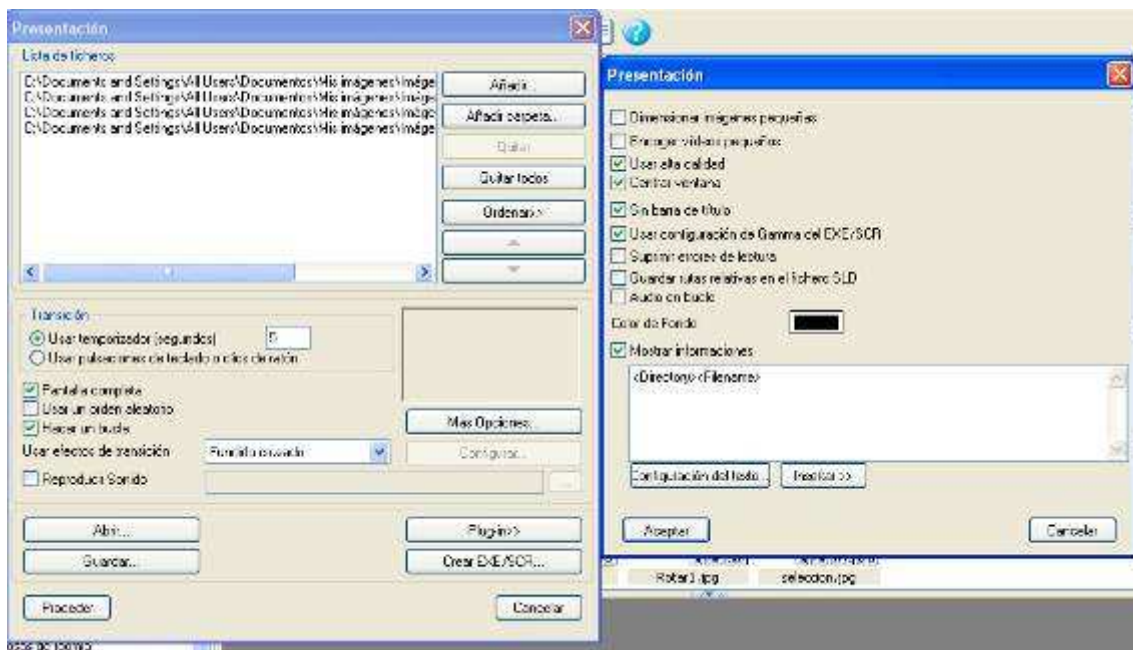 Presentación
Lista de ficheros
C:\Documents and Settings\All Users\Documentos\Mis imágenes\Imáge
C:\Documents and Settings\All Users\Documentos\Mis imágenes\Imáge
C:\Documents and Settings\All Users\Documentos\Mis imágenes\Imáge
C:\Documents and Settings\All Users\Documentos\Mis imágenes\Imáge
Añadir...
Añadir carpeta...
Quitar
Quitar todos
Ordenar>>
Transición
Usar temporizador (segundos) 5
Usar pulsaciones de teclado o clics de ratón
Pantalla completa
Usar un orden aleatorio
Hacer un bucle
Más Opciones...
Usar efectos de transición Fundido cruzado
Configurar...
Reproducir Sonido ...
Abrir...
Plug-in>>
Guardar...
Crear EXE/SCR...
Proceder
Cancelar
Presentación
Dimensionar imágenes pequeñas
Encoger vídeos pequeños
Usar alta calidad
Centrar ventana
Sin barra de título
Usar configuración de Gamma del EXE/SCR
Suprimir errores de lectura
Guardar rutas relativas en el fichero SLD
Audio en bucle
Color de Fondo
Mostrar informaciones
<Directory><Filename>
Configuración del texto...
Insertar >>
Aceptar
Cancelar
Rotar1.jpg
seleccion.jpg